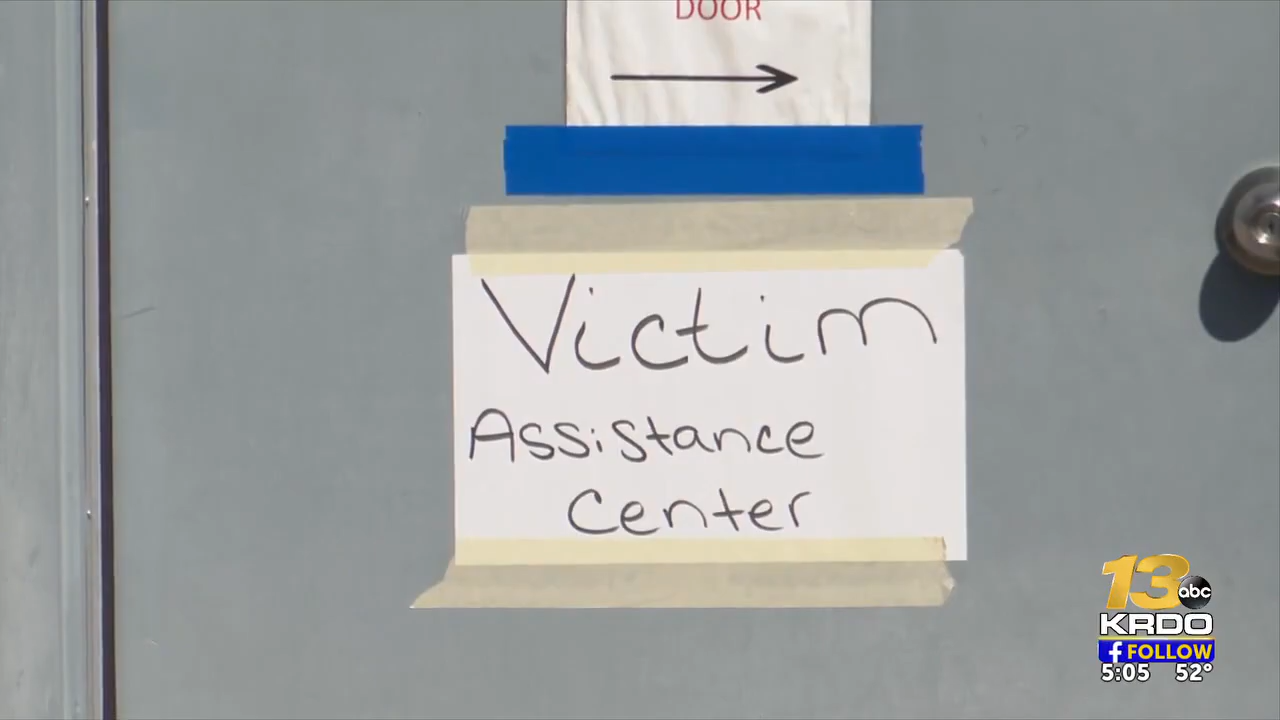 DOOR
Victim
Assistance
Center
13 abc
KRDO
f FOLLOW
5:05 52°